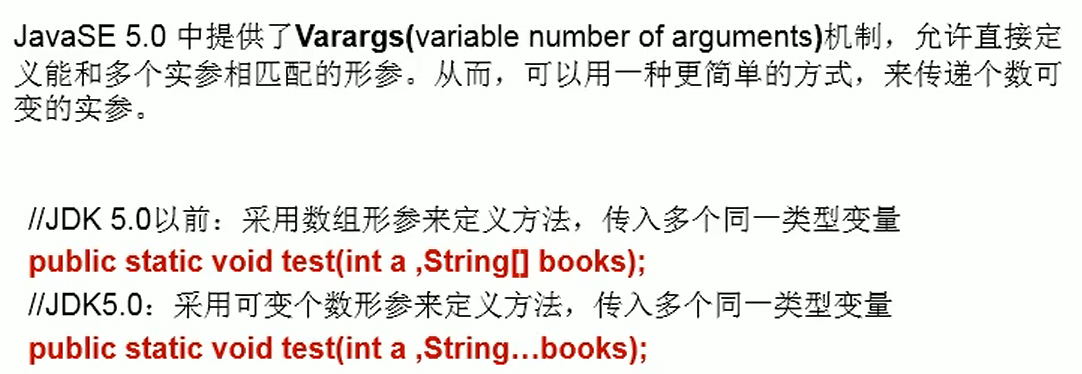 JavaSE 5.0 中提供了Varargs(variable number of arguments)机制，允许直接定
义能和多个实参相匹配的形参。从而，可以用一种更简单的方式，来传递个数可
变的实参。
//JDK 5.0以前：采用数组形参来定义方法，传入多个同一类型变量
public static void test(int a ,String[] books);
//JDK5.0：采用可变个数形参来定义方法，传入多个同一类型变量
public static void test(int a ,String…books);